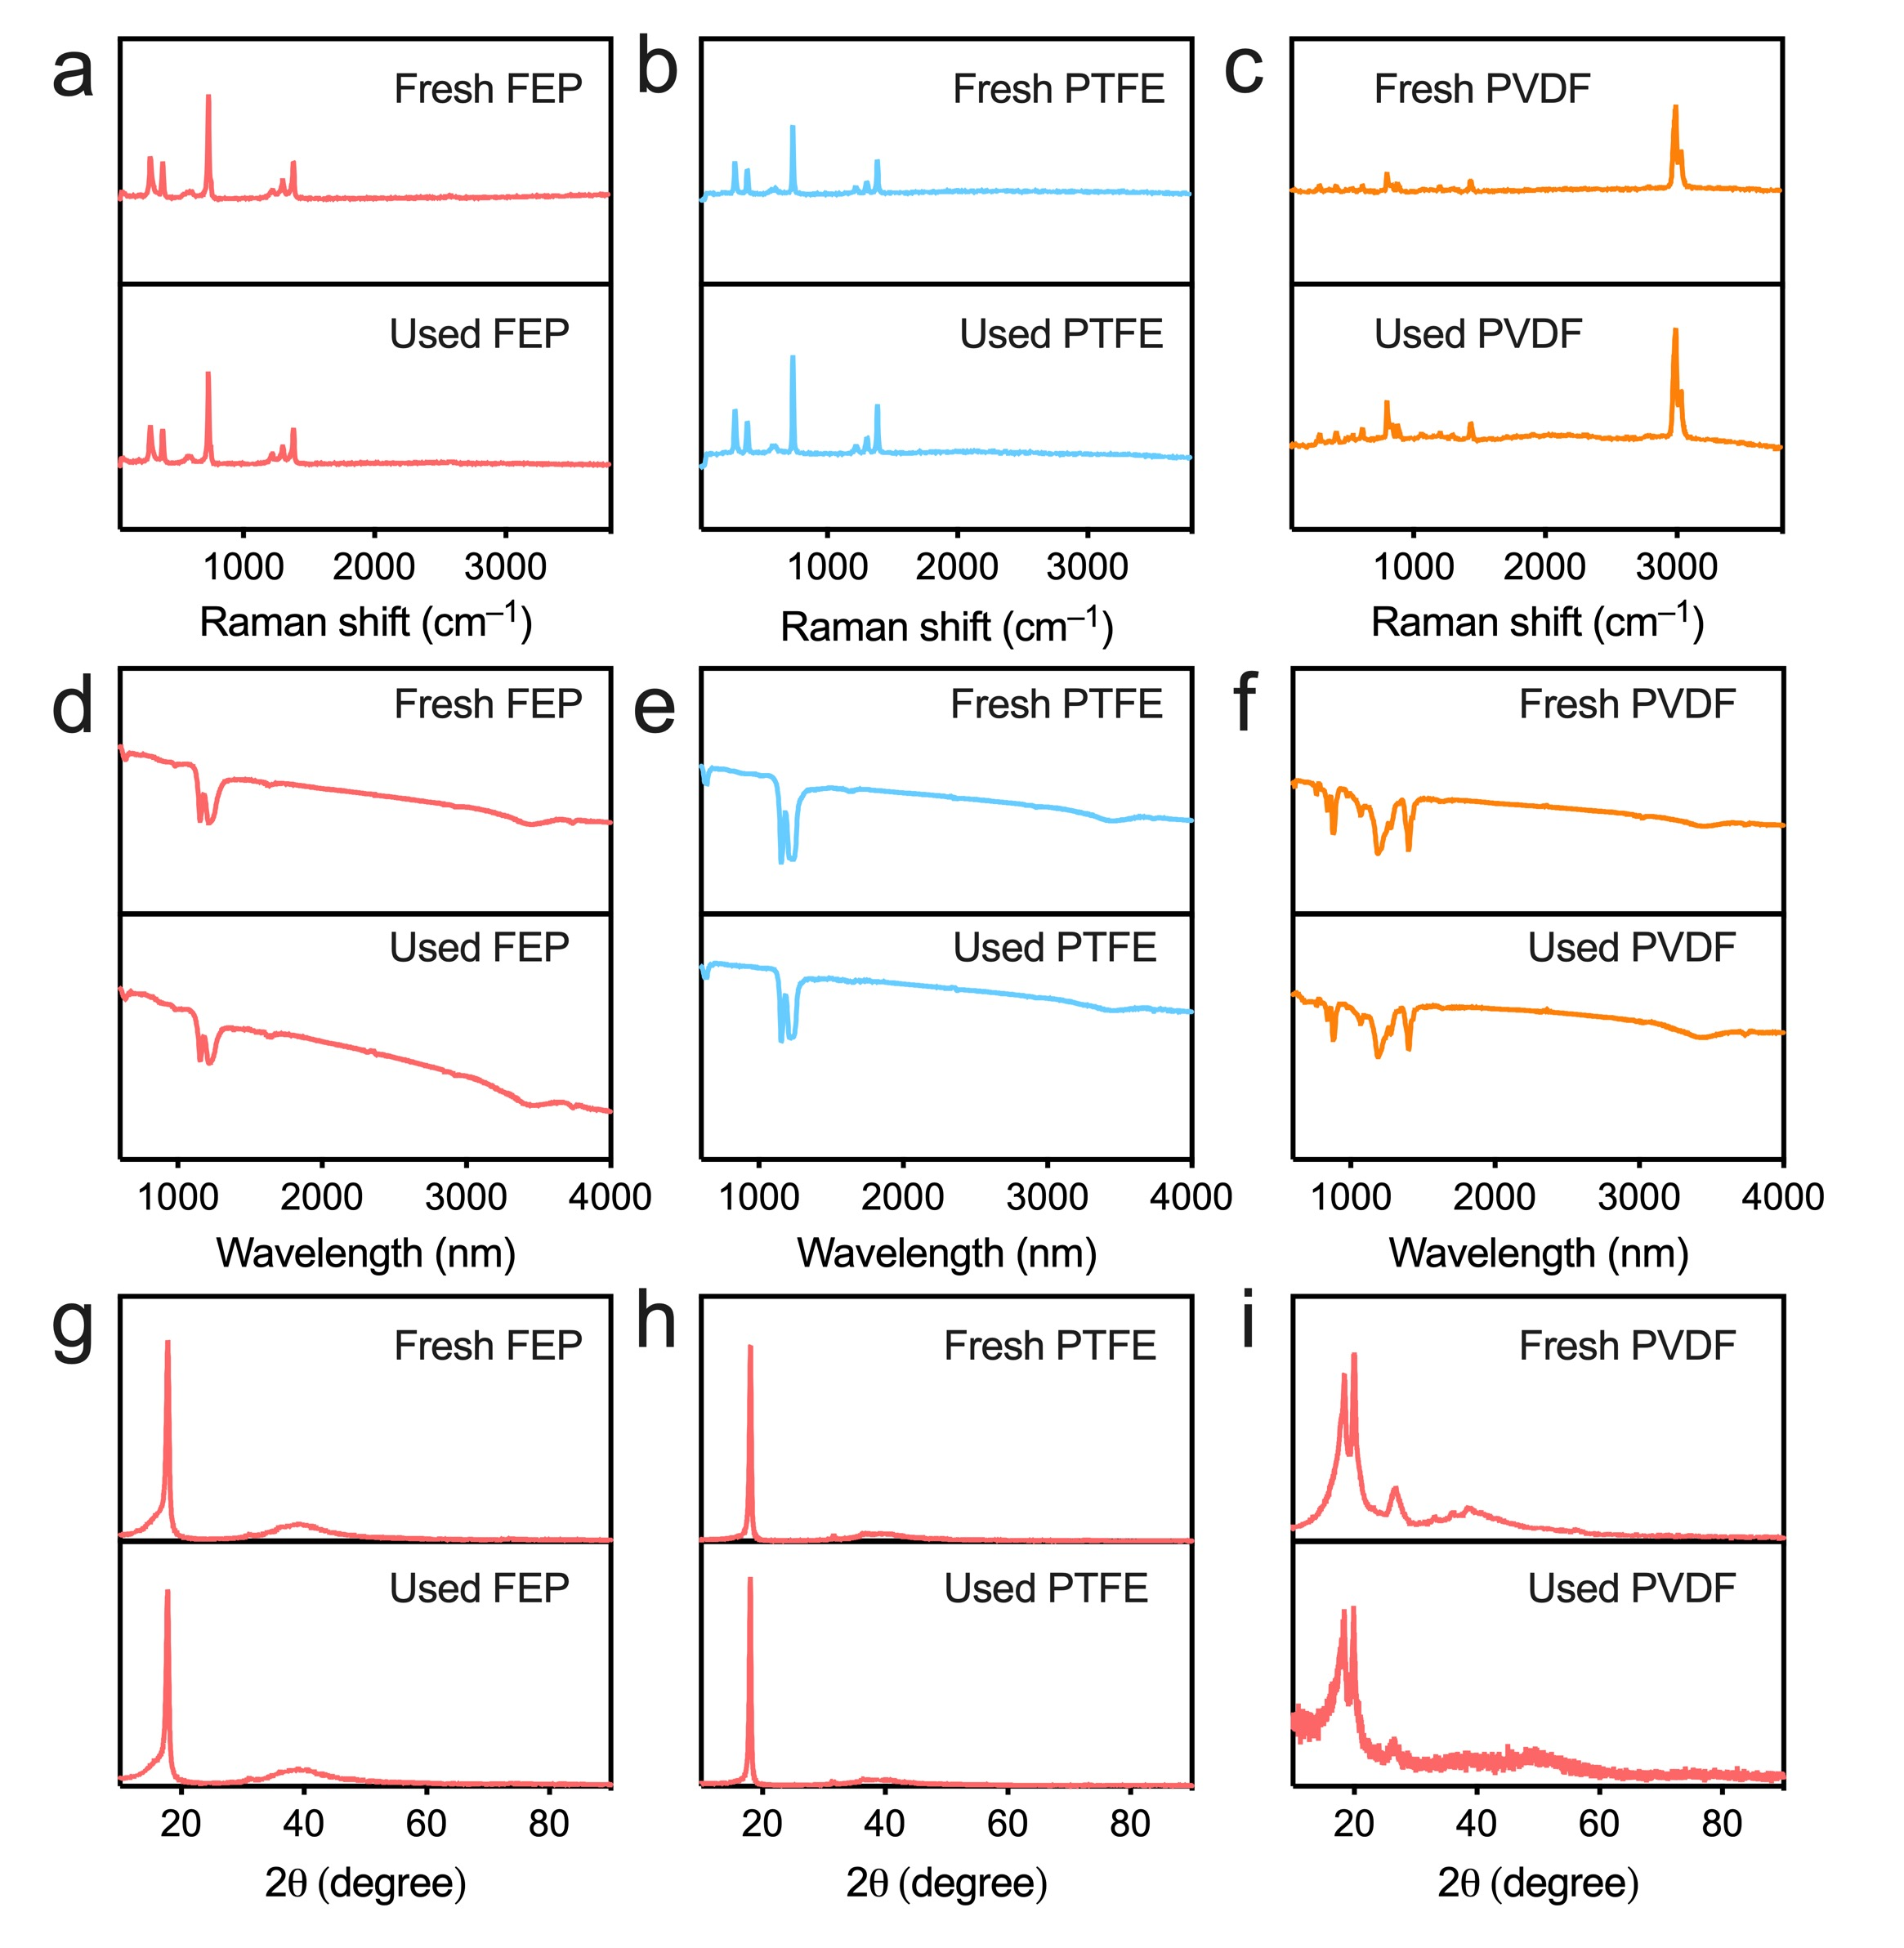 a
Fresh FEP
Used FEP
1000 2000 3000
Raman shift (cm⁻¹)
b
Fresh PTFE
Used PTFE
1000 2000 3000
Raman shift (cm⁻¹)
c
Fresh PVDF
Used PVDF
1000 2000 3000
Raman shift (cm⁻¹)
d
Fresh FEP
Used FEP
1000 2000 3000 4000
Wavelength (nm)
e
Fresh PTFE
Used PTFE
1000 2000 3000 4000
Wavelength (nm)
f
Fresh PVDF
Used PVDF
1000 2000 3000 4000
Wavelength (nm)
g
Fresh FEP
Used FEP
20 40 60 80
2θ (degree)
h
Fresh PTFE
Used PTFE
20 40 60 80
2θ (degree)
i
Fresh PVDF
Used PVDF
20 40 60 80
2θ (degree)